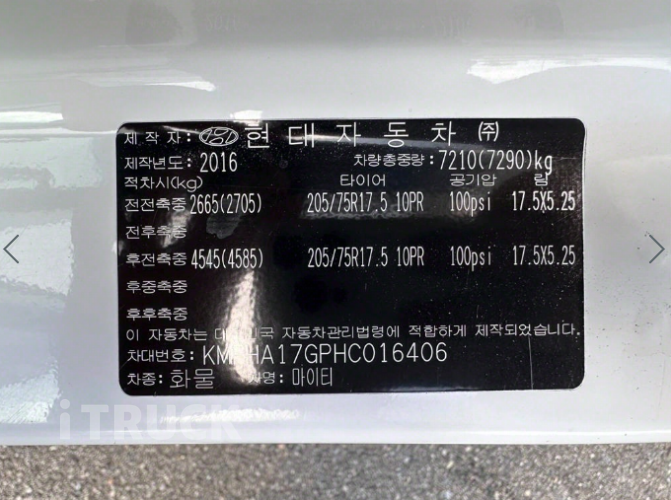 제 작 자: 현 대 자 동 차 ㈜
제작년도: 2016 차량총중량: 7210(7290)kg
적차시(kg) 타이어 공기압 림
전전축중 2665(2705) 205/75R17.5 10PR 100psi 17.5X5.25
전후축중
후전축중 4545(4585) 205/75R17.5 10PR 100psi 17.5X5.25
후중축중
후후축중
이 자동차는 자동차관리법령에 적합하게 제작되었습니다.
차대번호:
차종: 화물 마이티
iTRUCK